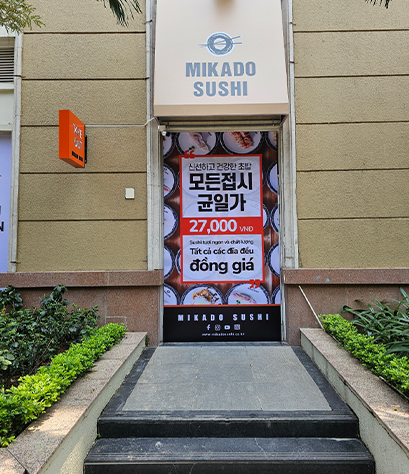 MIKADO
SUSHI
신선하고 건강한 초밥
모든접시
균일가
27,000 VNĐ
Sushi tươi ngon và chất lượng
Tất cả các đĩa đều
đồng giá
MIKADO SUSHI